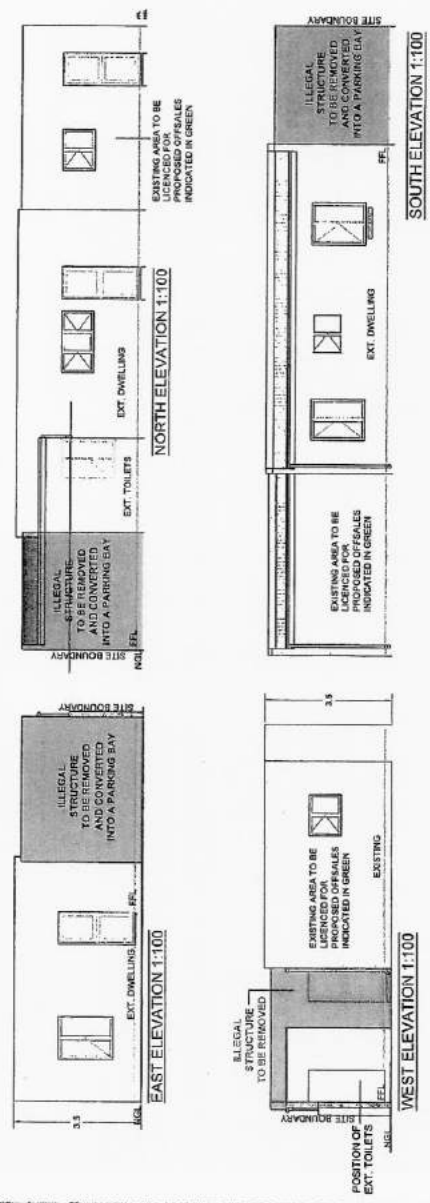 3.5
NGL
EXT. DWELLING
FFL
ILLEGAL
STRUCTURE
TO BE REMOVED
AND CONVERTED
INTO A PARKING BAY
SITE BOUNDARY
EAST ELEVATION 1:100
SITE BOUNDARY
NGL
FFL
ILLEGAL
STRUCTURE
TO BE REMOVED
AND CONVERTED
INTO A PARKING BAY
EXT. TOILETS
EXT. DWELLING
EXISTING AREA TO BE
LICENCED FOR
PROPOSED OFFSALES
INDICATED IN GREEN
NORTH ELEVATION 1:100
POSITION OF
EXT. TOILETS
NGL
FFL
SITE BOUNDARY
ILLEGAL
STRUCTURE
TO BE REMOVED
EXISTING AREA TO BE
LICENCED FOR
PROPOSED OFFSALES
INDICATED IN GREEN
EXISTING
3.5
WEST ELEVATION 1:100
EXISTING AREA TO BE
LICENCED FOR
PROPOSED OFFSALES
INDICATED IN GREEN
EXT. DWELLING
FFL
ILLEGAL
STRUCTURE
TO BE REMOVED
AND CONVERTED
INTO A PARKING BAY
SITE BOUNDARY
SOUTH ELEVATION 1:100